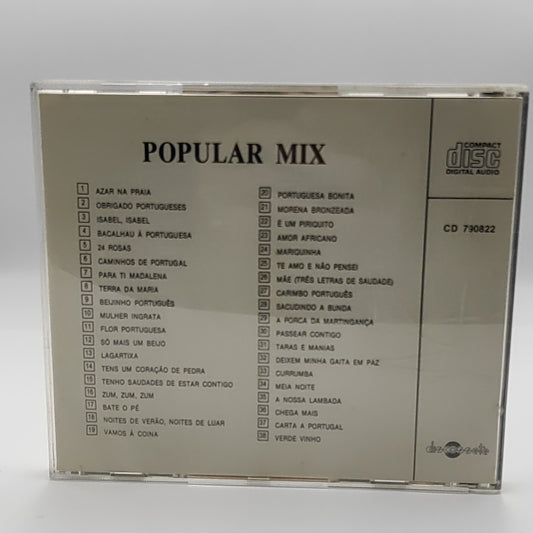 POPULAR MIX
1 AZAR NA PRAIA
2 OBRIGADO PORTUGUESES
3 ISABEL, ISABEL
4 BACALHAU À PORTUGUESA
5 24 ROSAS
6 CAMINHOS DE PORTUGAL
7 PARA TI MADALENA
8 TERRA DA MARIA
9 BEIJINHO PORTUGUÊS
10 MULHER INGRATA
11 FLOR PORTUGUESA
12 SÓ MAIS UM BEIJO
13 LAGARTIXA
14 TENS UM CORAÇÃO DE PEDRA
15 TENHO SAUDADES DE ESTAR CONTIGO
16 ZUM, ZUM, ZUM
17 BATE O PÉ
18 NOITES DE VERÃO, NOITES DE LUAR
19 VAMOS À COINA
20 PORTUGUESA BONITA
21 MORENA BRONZEADA
22 É UM PIRIQUITO
23 AMOR AFRICANO
24 MARIQUINHA
25 TE AMO E NÃO PENSEI
26 MÃE (TRÊS LETRAS DE SAUDADE)
27 CARIMBO PORTUGUÊS
28 SACUDINDO A BUNDA
29 A PORCA DA MARTINGANÇA
30 PASSEAR CONTIGO
31 TARAS E MANIAS
32 DEIXEM MINHA GAITA EM PAZ
33 CURRUMBA
34 MEIA NOITE
35 A NOSSA LAMBADA
36 CHEGA MAIS
37 CARTA A PORTUGAL
38 VERDE VINHO
COMPACT
disc
DIGITAL AUDIO
CD 790822
discossete